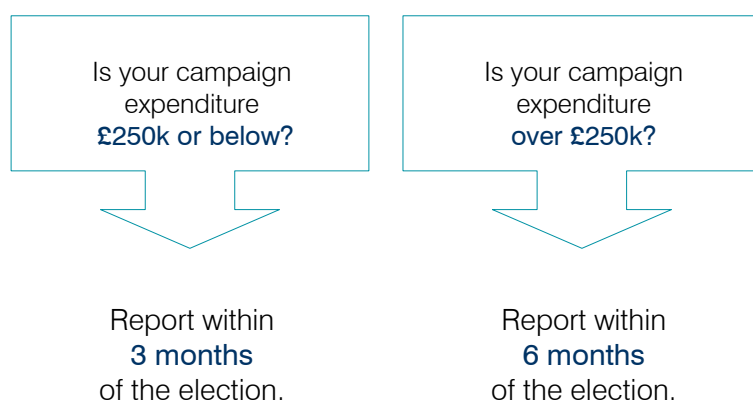 Is your campaign
expenditure
£250k or below?
Report within
3 months
of the election.
Is your campaign
expenditure
over £250k?
Report within
6 months
of the election.